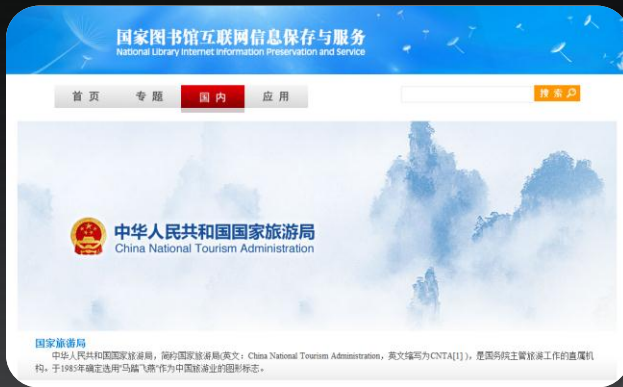 国家图书馆互联网信息保存与服务
National Library Internet Information Preservation and Service
首页 专题 国内 应用 搜索
中华人民共和国国家旅游局
China National Tourism Administration
国家旅游局
中华人民共和国国家旅游局，简称国家旅游局(英文：China National Tourism Administration，英文缩写为CNTA[1] )。是国务院主管旅游工作的直属机
构。于1985年确定选用“马踏飞燕”作为中国旅游业的图形标志。